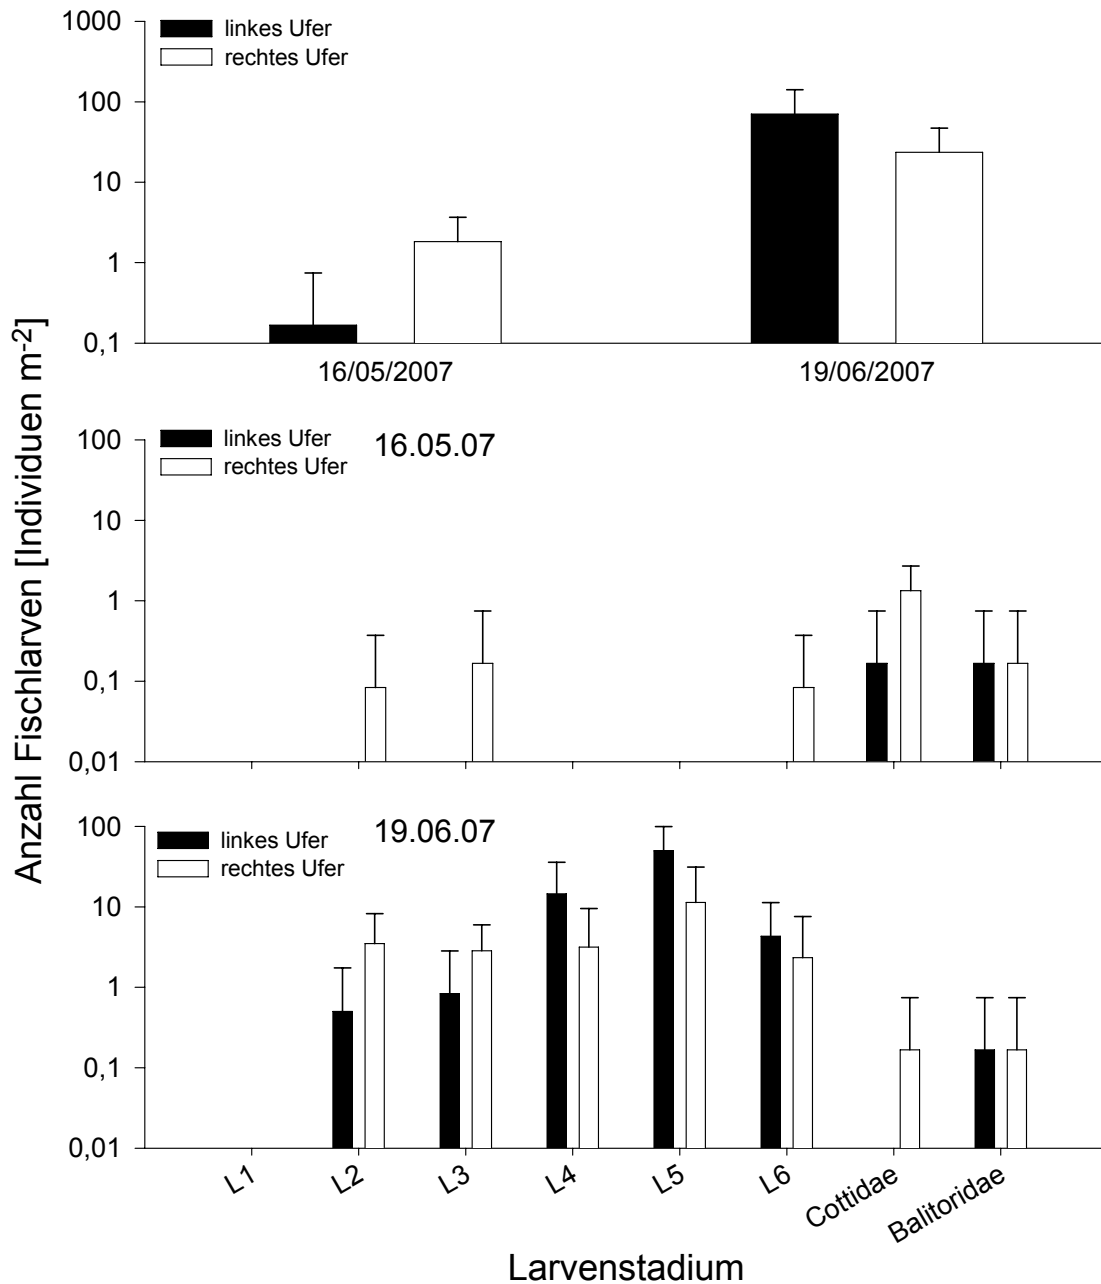 Anzahl Fischlarven [Individuen m-2]
1000
100
10
1
0,1
linkes Ufer
rechtes Ufer
16/05/2007
19/06/2007
100
10
1
0,1
0,01
linkes Ufer
rechtes Ufer
16.05.07
100
10
1
0,1
0,01
linkes Ufer
rechtes Ufer
19.06.07
L1
L2
L3
L4
L5
L6
Cottidae
Balitoridae
Larvenstadium